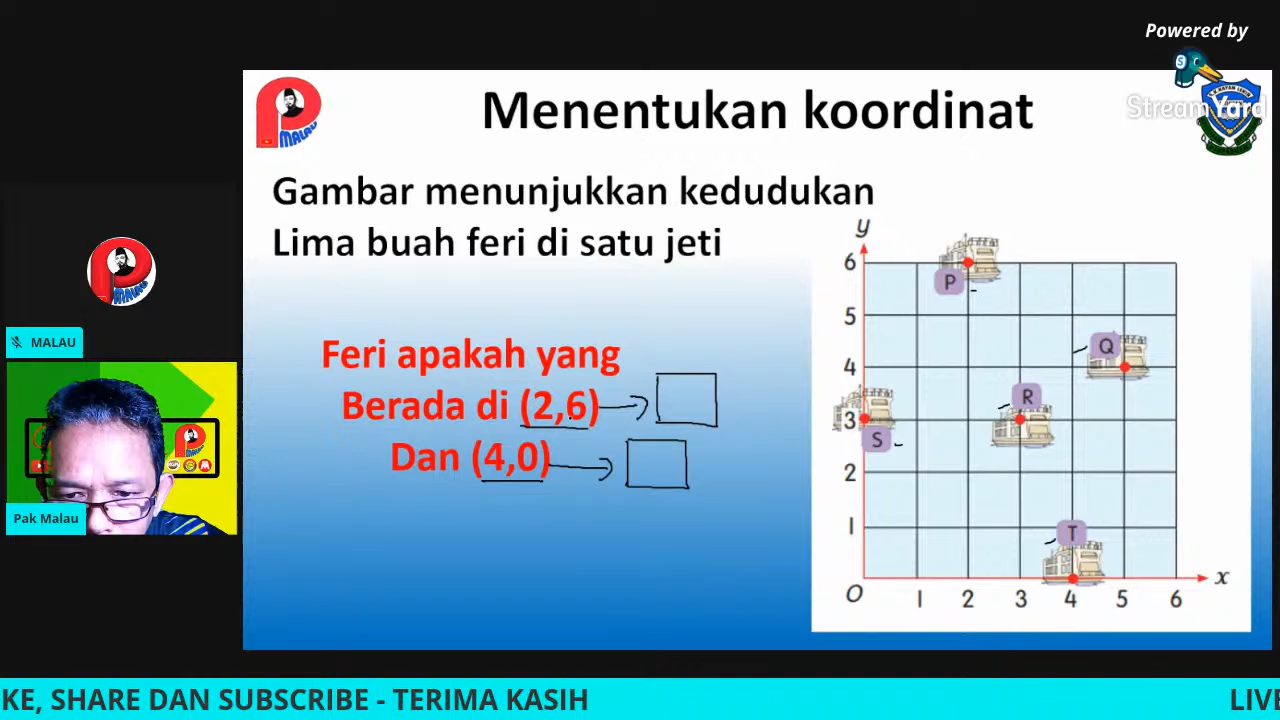 Powered by
StreamYard
P
MALAU
Menentukan koordinat
Gambar menunjukkan kedudukan
Lima buah feri di satu jeti
Feri apakah yang
Berada di (2,6)
Dan (4,0)
y
6
5
4
3
2
1
O
1 2 3 4 5 6
x
P
Q
R
S
T
P
MALAU
MALAU
Pak Malau
KE, SHARE DAN SUBSCRIBE - TERIMA KASIH
LIVE